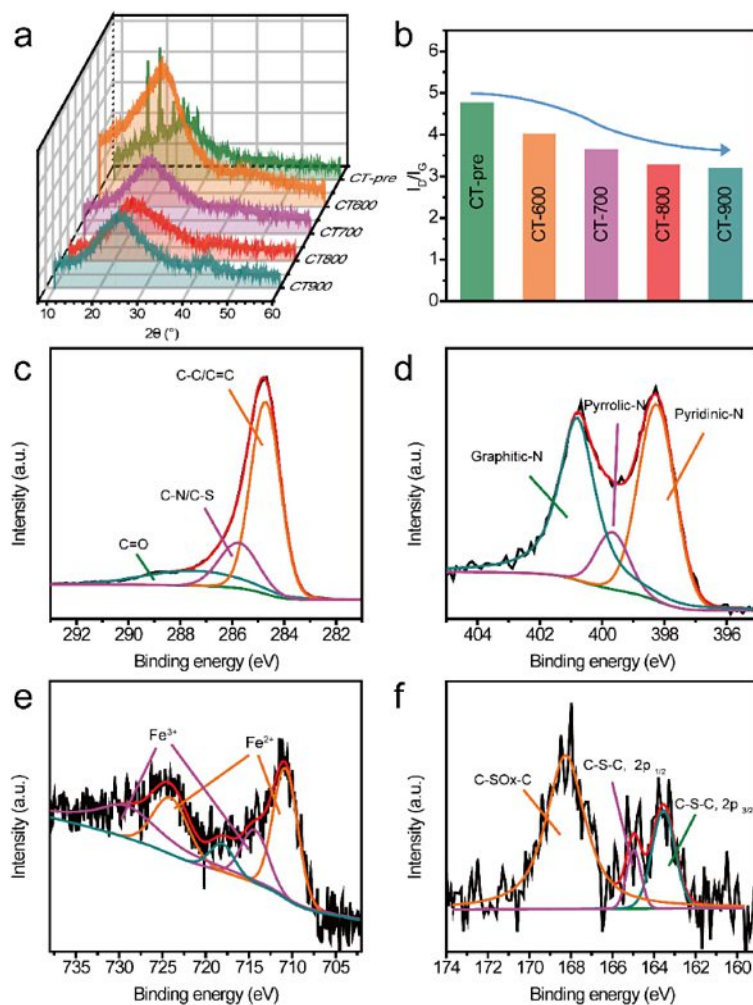 a
CT-pre
CT600
CT700
CT800
CT900
10 20 30 40 50 60
2θ (°)
b
I_D/I_G
6
5
4
3
2
1
0
CT-pre
CT-600
CT-700
CT-800
CT-900
c
Intensity (a.u.)
C-C/C=C
C-N/C-S
C=O
292 290 288 286 284 282
Binding energy (eV)
d
Intensity (a.u.)
Pyrrolic-N
Pyridinic-N
Graphitic-N
404 402 400 398 396
Binding energy (eV)
e
Intensity (a.u.)
Fe³⁺
Fe²⁺
735 730 725 720 715 710 705
Binding energy (eV)
f
Intensity (a.u.)
C-SOx-C
C-S-C, 2p 1/2
C-S-C, 2p 3/2
174 172 170 168 166 164 162 160
Binding energy (eV)